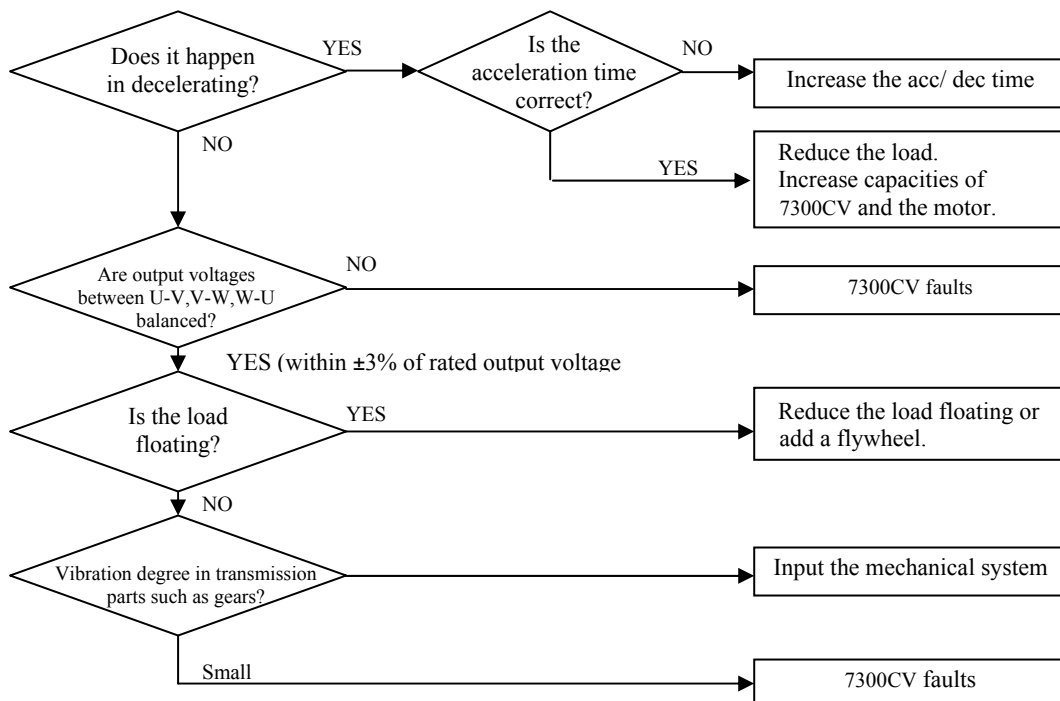 Does it happen
in decelerating?
YES
Is the
acceleration time
correct?
NO
Increase the acc/ dec time
NO
YES
Reduce the load.
Increase capacities of
7300CV and the motor.
Are output voltages
between U-V,V-W,W-U
balanced?
NO
7300CV faults
YES (within ±3% of rated output voltage
Is the load
floating?
YES
Reduce the load floating or
add a flywheel.
NO
Vibration degree in transmission
parts such as gears?
Input the mechanical system
Small
7300CV faults